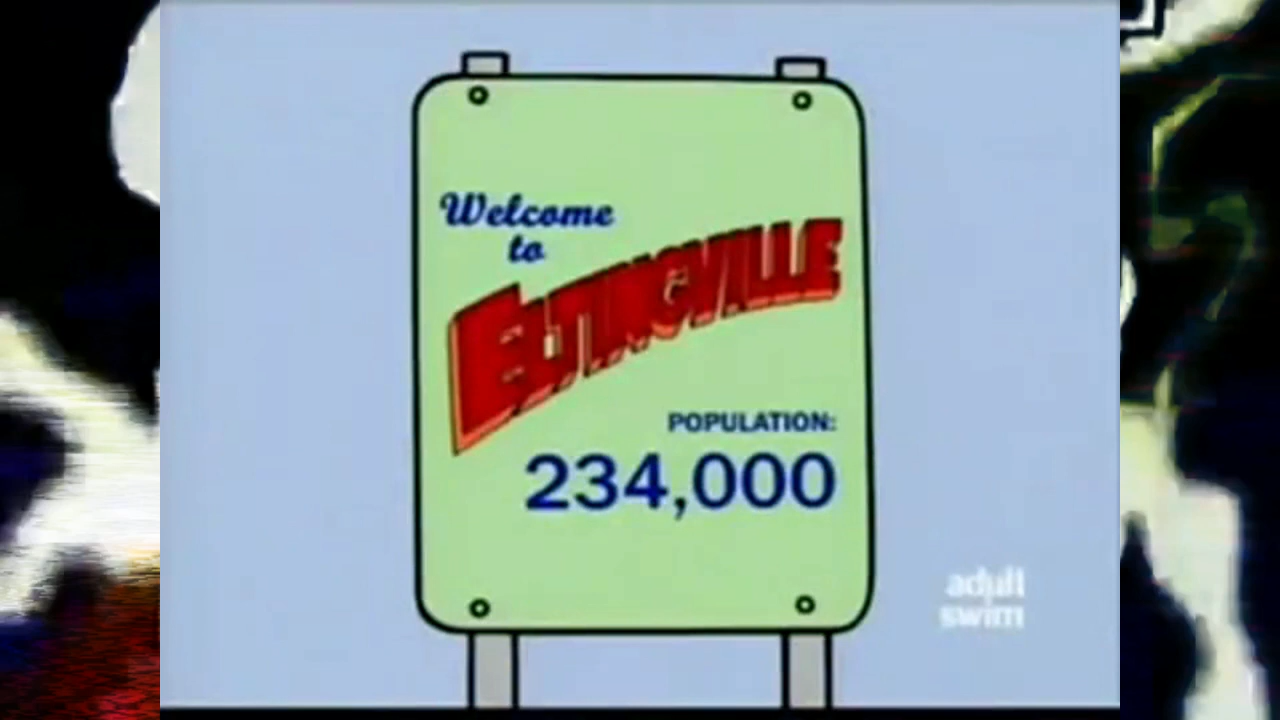 Welcome
to
ELTINGVILLE
POPULATION:
234,000
adult
swim